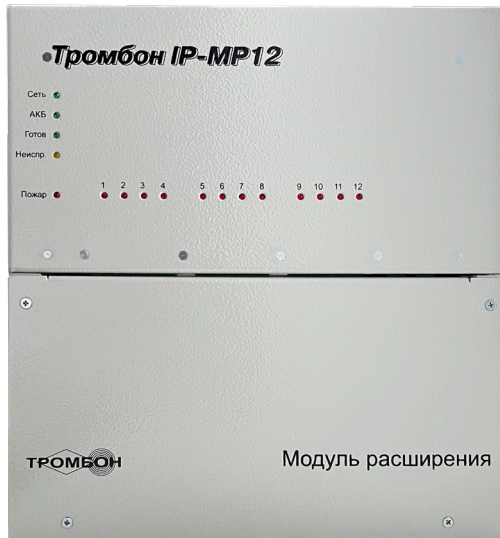 Тромбон IP-МР12
Сеть
АКБ
Готов
Неиспр.
Пожар 1 2 3 4 5 6 7 8 9 10 11 12
ТРОМБОН Модуль расширения